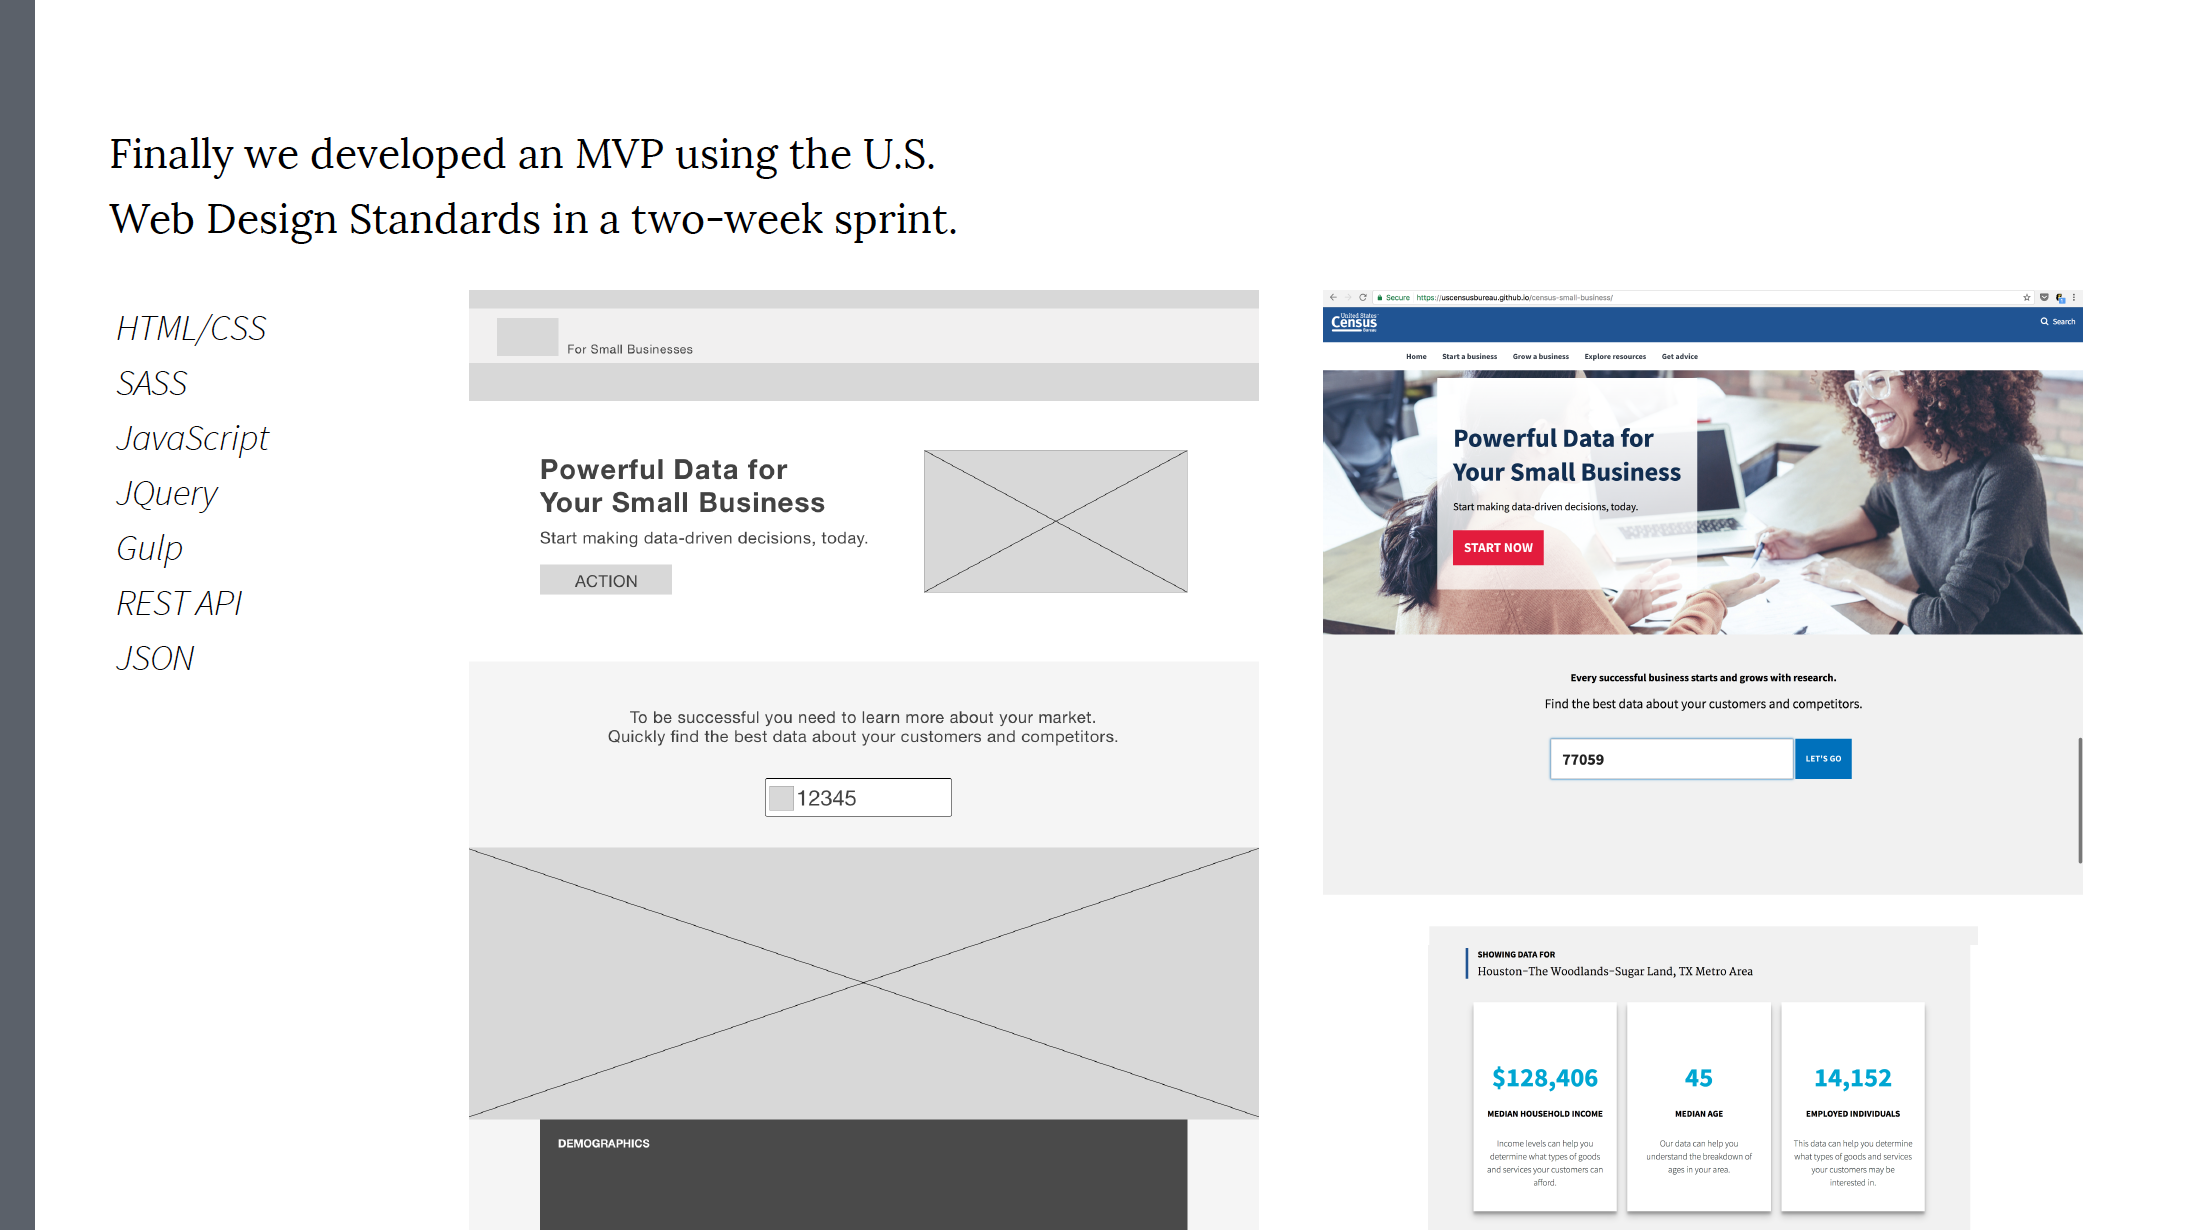 Finally we developed an MVP using the U.S.
Web Design Standards in a two-week sprint.
HTML/CSS
SASS
JavaScript
JQuery
Gulp
REST API
JSON
For Small Businesses
Powerful Data for
Your Small Business
Start making data-driven decisions, today.
ACTION
To be successful you need to learn more about your market.
Quickly find the best data about your customers and competitors.
12345
DEMOGRAPHICS
Secure https://uscensusbureau.github.io/census-small-business/
United States
Census
Bureau
Search
Home Start a business Grow a business Explore resources Get advice
Powerful Data for
Your Small Business
Start making data-driven decisions, today.
START NOW
Every successful business starts and grows with research.
Find the best data about your customers and competitors.
77059 LET'S GO
SHOWING DATA FOR
Houston-The Woodlands-Sugar Land, TX Metro Area
$128,406
MEDIAN HOUSEHOLD INCOME
Income levels can help you
determine what types of goods
and services your customers can
afford.
45
MEDIAN AGE
Our data can help you
understand the breakdown of
ages in your area.
14,152
EMPLOYED INDIVIDUALS
This data can help you determine
what types of goods and services
your customers may be
interested in.